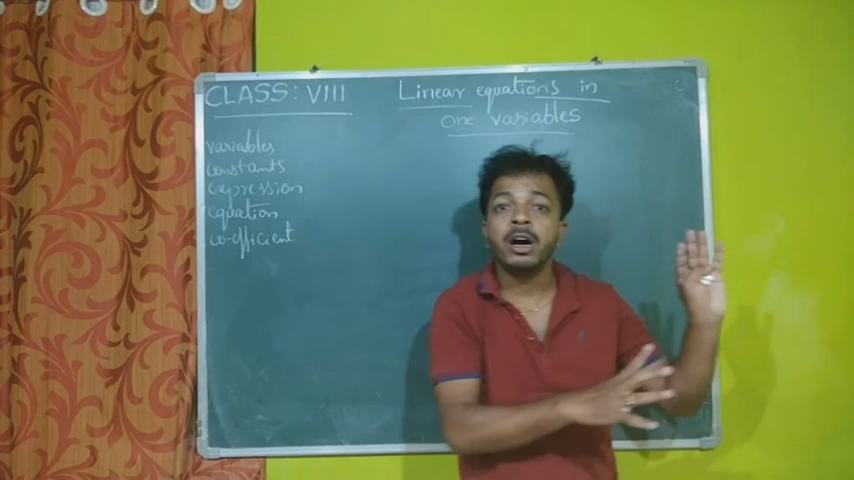 CLASS: VIII
Linear equations in
one variables
variables
constants
expression
equation
co-efficient